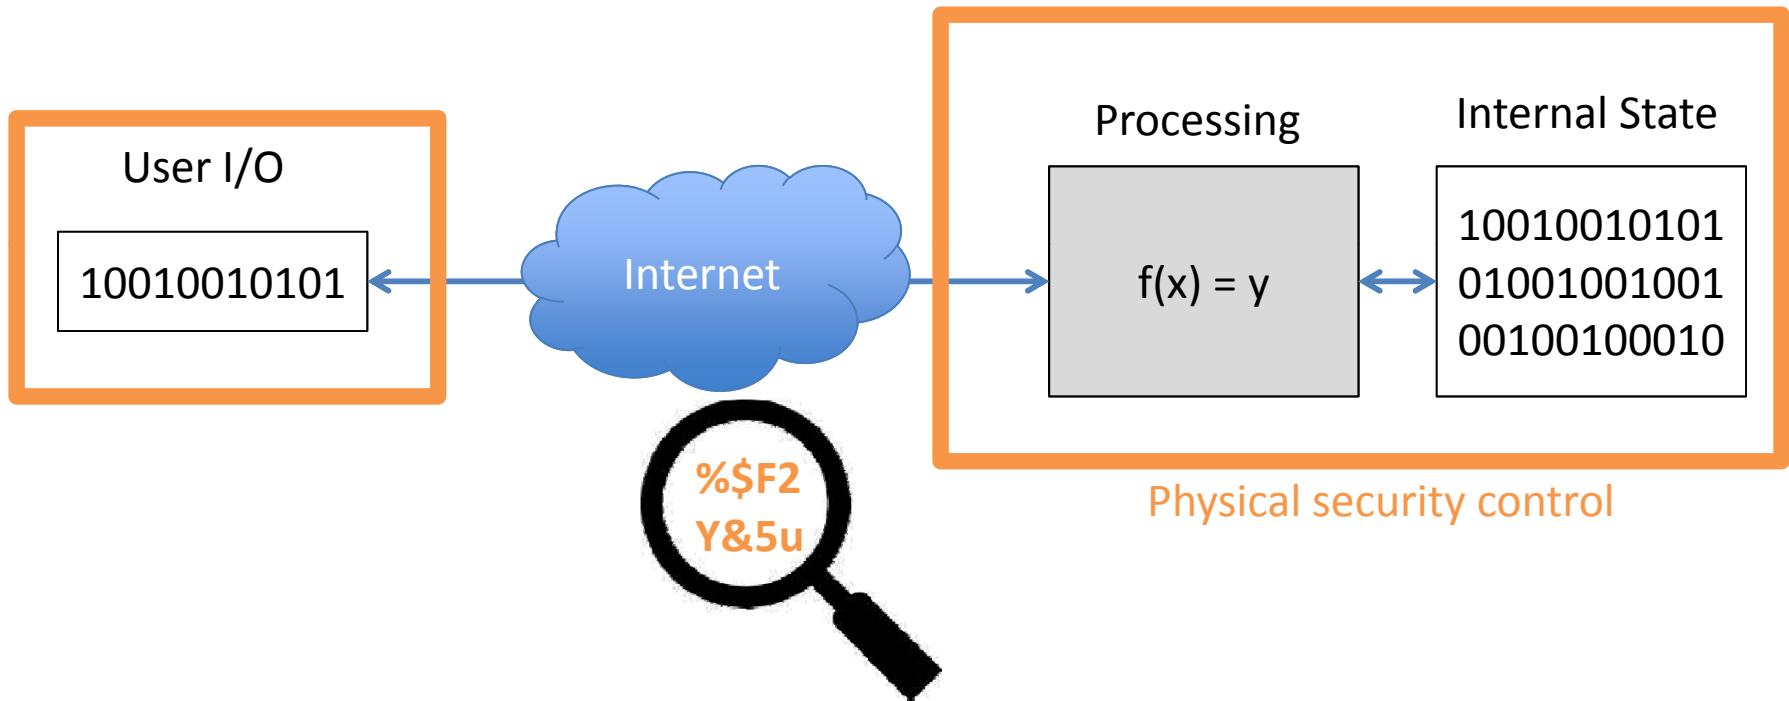 User I/O
10010010101
Internet
%$F2
Y&5u
Processing
f(x) = y
Internal State
10010010101
01001001001
00100100010
Physical security control